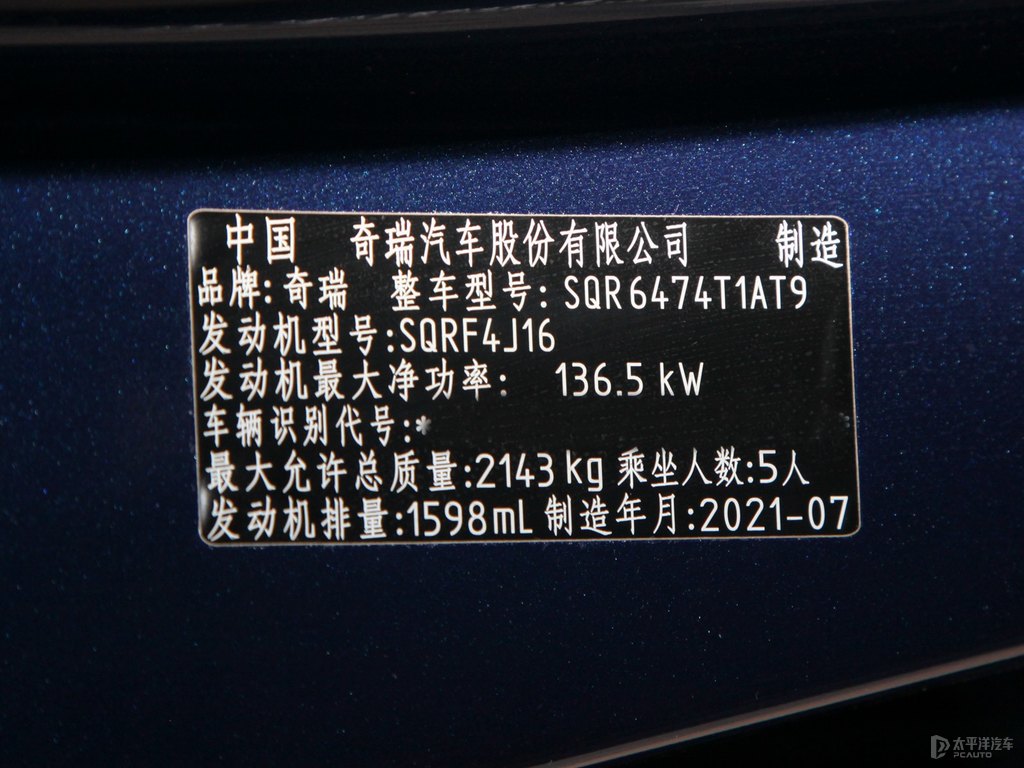 中国 奇瑞汽车股份有限公司 制造
品牌:奇瑞 整车型号:SQR6474T1AT9
发动机型号:SQRF4J16
发动机最大净功率: 136.5 kW
车辆识别代号:*
最大允许总质量:2143 kg 乘坐人数:5人
发动机排量:1598mL 制造年月:2021-07
太平洋汽车
PCAUTO